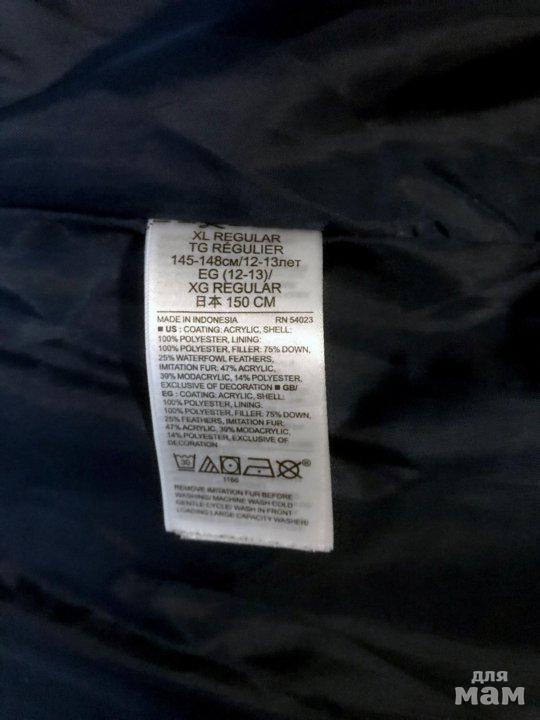 XL REGULAR
TG RÉGULIER
145-148см/12-13лет
EG (12-13)/
XG REGULAR
日本 150 CM
MADE IN INDONESIA RN 54023
■ US : COATING: ACRYLIC, SHELL:
100% POLYESTER, LINING:
100% POLYESTER, FILLER: 75% DOWN,
25% WATERFOWL FEATHERS,
IMITATION FUR: 47% ACRYLIC,
39% MODACRYLIC, 14% POLYESTER,
EXCLUSIVE OF DECORATION ■ GB/
EG : COATING: ACRYLIC, SHELL:
100% POLYESTER, LINING:
100% POLYESTER, FILLER: 75% DOWN,
25% FEATHERS, IMITATION FUR:
47% ACRYLIC, 39% MODACRYLIC,
14% POLYESTER, EXCLUSIVE OF
DECORATION
30
1166
REMOVE IMITATION FUR BEFORE
WASHING/ MACHINE WASH COLD
GENTLE CYCLE/ WASH IN FRONT
LOADING LARGE CAPACITY WASHER/
для
мам